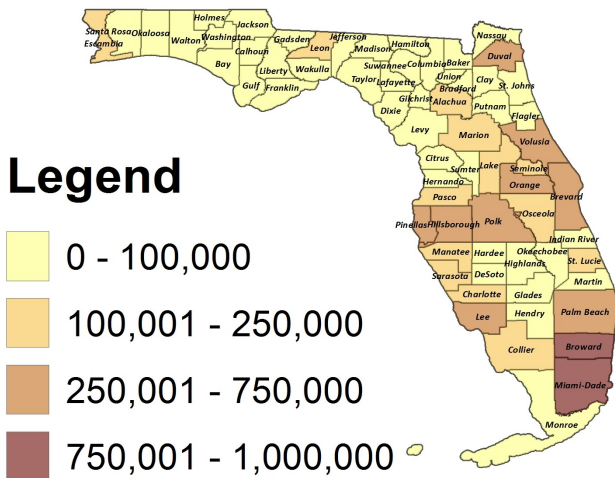 Holmes
Jackson
Santa Rosa
Okaloosa
Walton
Washington
Escambia
Calhoun
Bay
Gulf
Liberty
Franklin
Gadsden
Leon
Wakulla
Jefferson
Madison
Hamilton
Taylor
Suwannee
Lafayette
Columbia
Baker
Nassau
Duval
Union
Bradford
Clay
St. Johns
Dixie
Gilchrist
Alachua
Putnam
Flagler
Levy
Marion
Volusia
Citrus
Sumter
Lake
Seminole
Hernando
Orange
Pasco
Brevard
Osceola
Pinellas
Hillsborough
Polk
Indian River
Manatee
Hardee
Okeechobee
Highlands
St. Lucie
Sarasota
DeSoto
Martin
Charlotte
Glades
Lee
Hendry
Palm Beach
Collier
Broward
Miami-Dade
Monroe
Legend
0 - 100,000
100,001 - 250,000
250,001 - 750,000
750,001 - 1,000,000